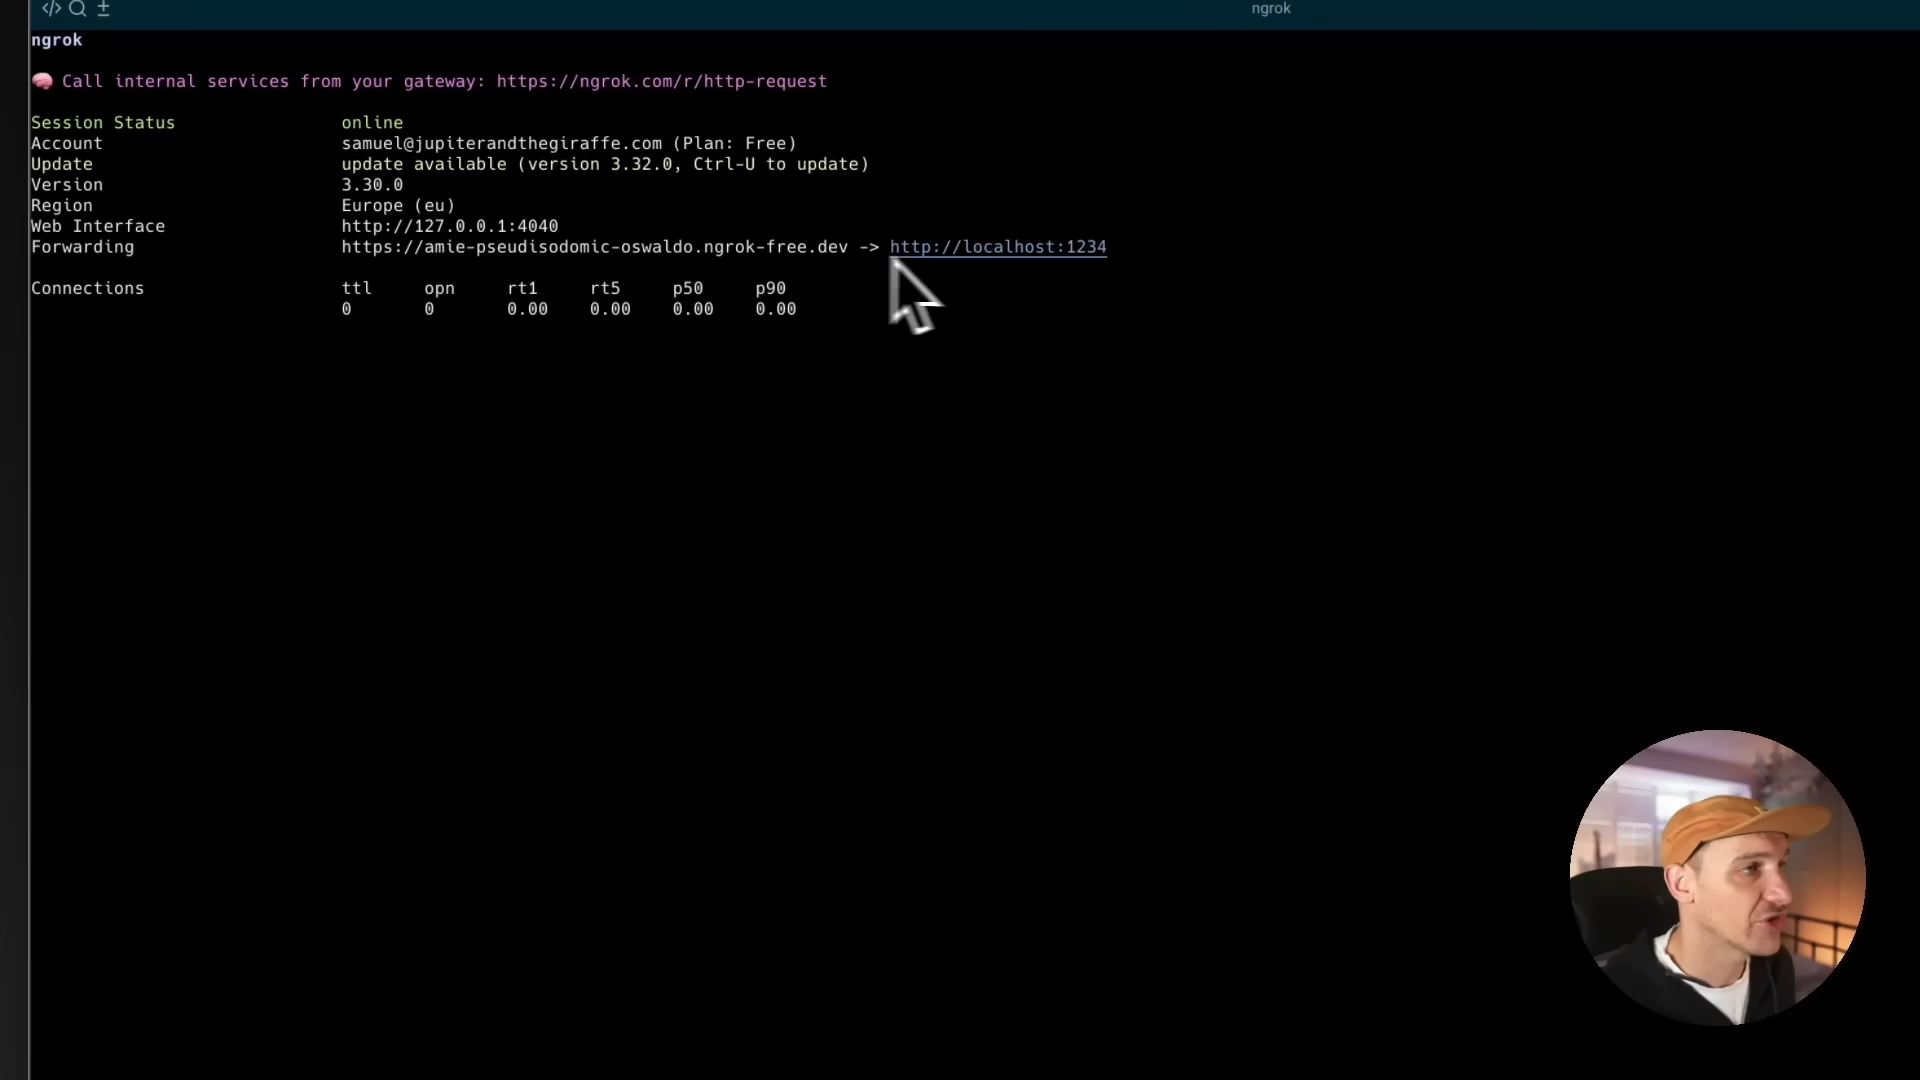 ngrok
ngrok
Call internal services from your gateway: https://ngrok.com/r/http-request
Session Status online
Account samuel@jupiterandthegiraffe.com (Plan: Free)
Update update available (version 3.32.0, Ctrl-U to update)
Version 3.30.0
Region Europe (eu)
Web Interface http://127.0.0.1:4040
Forwarding https://amie-pseudisodomic-oswaldo.ngrok-free.dev -> http://localhost:1234
Connections ttl opn rt1 rt5 p50 p90
0 0 0.00 0.00 0.00 0.00